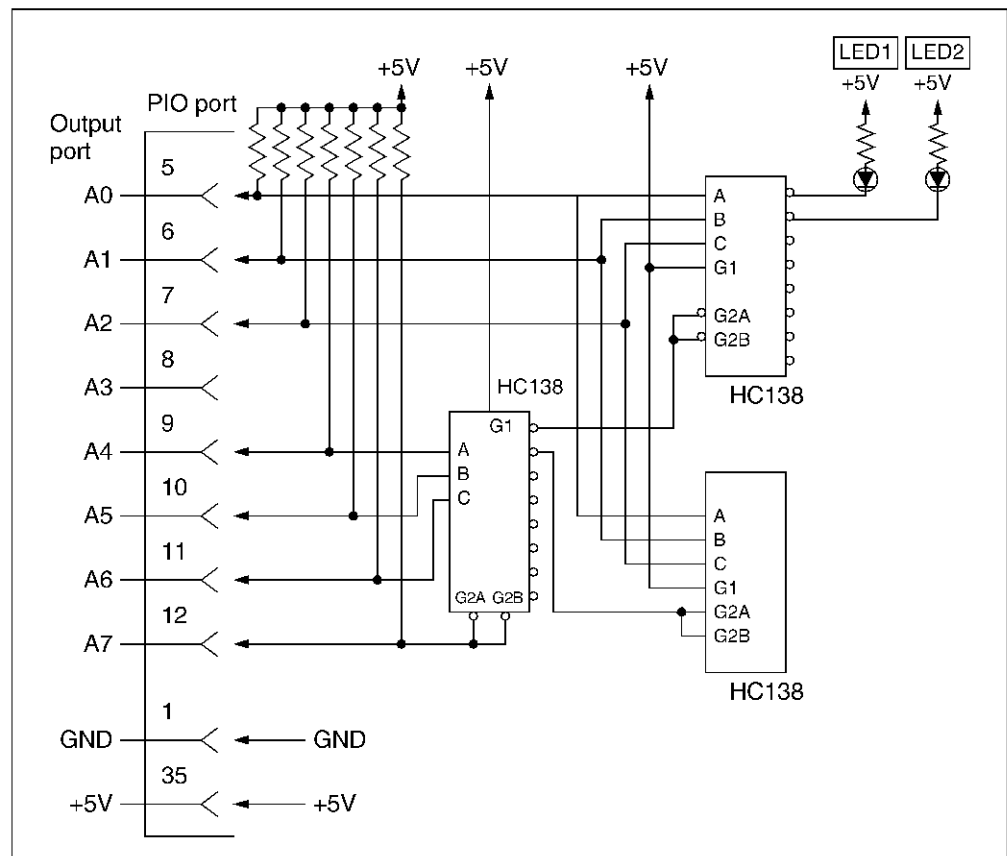 LED1 LED2
+5V +5V +5V +5V +5V
PIO port
Output
port
5
A0
6
A1
7
A2
8
A3
9
A4
10
A5
11
A6
12
A7
1
GND GND
35
+5V +5V
HC138
G1
A
B
C
G2A G2B
A
B
C
G1
G2A
G2B
HC138
A
B
C
G1
G2A
G2B
HC138